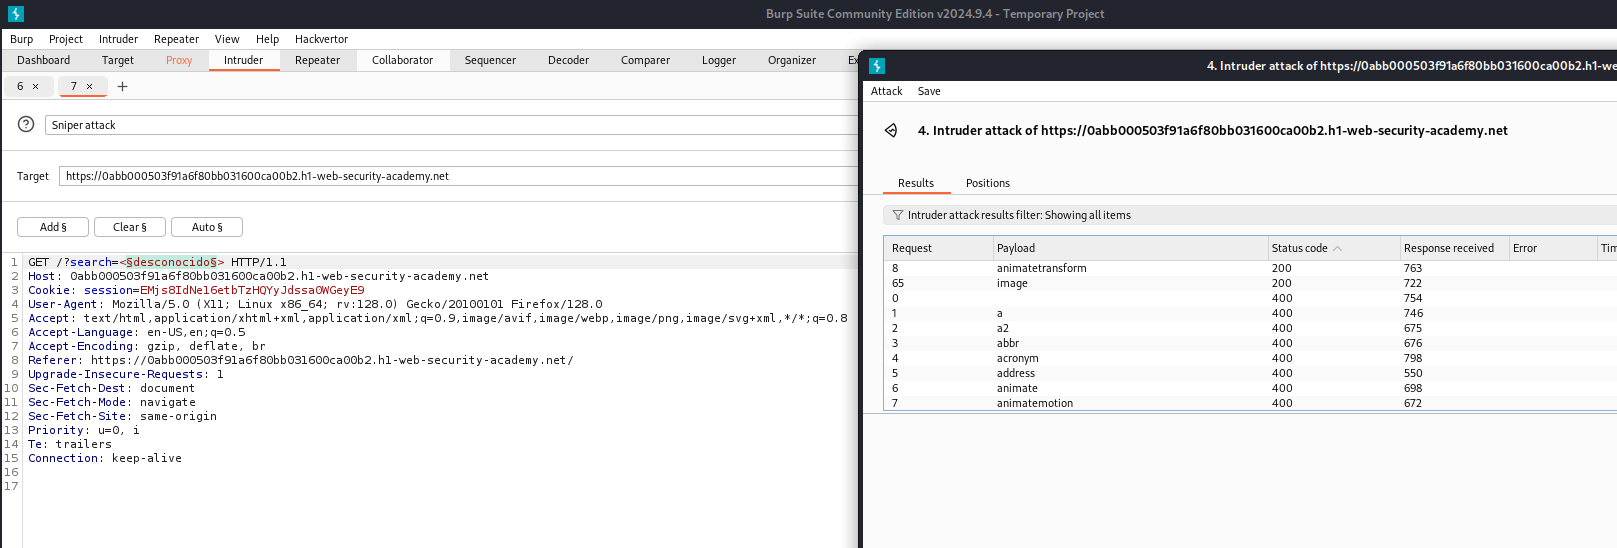 Burp Suite Community Edition v2024.9.4 - Temporary Project
Burp Project Intruder Repeater View Help Hackvertor
Dashboard Target Proxy Intruder Repeater Collaborator Sequencer Decoder Comparer Logger Organizer Ex
6 × 7 × +
Sniper attack
Target https://0abb000503f91a6f80bb031600ca00b2.h1-web-security-academy.net
Add § Clear § Auto §
1 GET /?search=<§desconocido§> HTTP/1.1
2 Host: 0abb000503f91a6f80bb031600ca00b2.h1-web-security-academy.net
3 Cookie: session=EMjs8IdNel6etbTzHQYyJdssa0WGeyE9
4 User-Agent: Mozilla/5.0 (X11; Linux x86_64; rv:128.0) Gecko/20100101 Firefox/128.0
5 Accept: text/html,application/xhtml+xml,application/xml;q=0.9,image/avif,image/webp,image/png,image/svg+xml,*/*;q=0.8
6 Accept-Language: en-US,en;q=0.5
7 Accept-Encoding: gzip, deflate, br
8 Referer: https://0abb000503f91a6f80bb031600ca00b2.h1-web-security-academy.net/
9 Upgrade-Insecure-Requests: 1
10 Sec-Fetch-Dest: document
11 Sec-Fetch-Mode: navigate
12 Sec-Fetch-Site: same-origin
13 Priority: u=0, i
14 Te: trailers
15 Connection: keep-alive
16
17
4. Intruder attack of https://0abb000503f91a6f80bb031600ca00b2.h1-we
Attack Save
4. Intruder attack of https://0abb000503f91a6f80bb031600ca00b2.h1-web-security-academy.net
Results Positions
Intruder attack results filter: Showing all items
Request Payload Status code Response received Error Tim
8 animatetransform 200 763
65 image 200 722
0 400 754
1 a 400 746
2 a2 400 675
3 abbr 400 676
4 acronym 400 798
5 address 400 550
6 animate 400 698
7 animatemotion 400 672